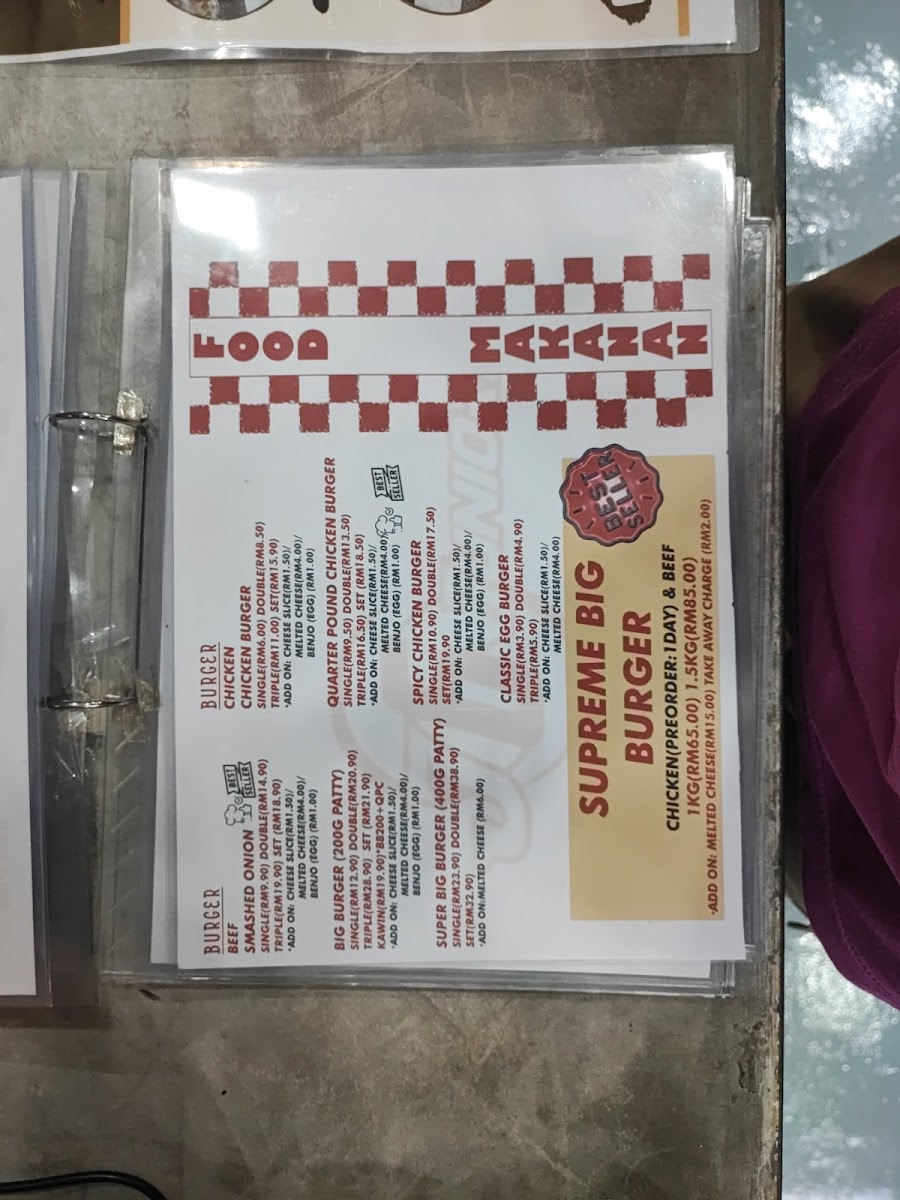 FOOD
MAKANAN
BURGER
BEEF
SMASHED ONION
BEST
SELLER
SINGLE(RM9.90) DOUBLE(RM14.90)
TRIPLE(RM19.90) SET (RM18.90)
*ADD ON: CHEESE SLICE(RM1.50)/
MELTED CHEESE(RM4.00)/
BENJO (EGG) (RM1.00)
BIG BURGER (200G PATTY)
SINGLE(RM12.90) DOUBLE(RM20.90)
TRIPLE(RM28.90) SET (RM21.90)
KAWIN(RM19.90)*BB200+QPC
*ADD ON: CHEESE SLICE(RM1.50)/
MELTED CHEESE(RM4.00)/
BENJO (EGG) (RM1.00)
SUPER BIG BURGER (400G PATTY)
SINGLE(RM23.90) DOUBLE(RM38.90)
SET(RM32.90)
*ADD ON:MELTED CHEESE (RM6.00)
BURGER
CHICKEN
CHICKEN BURGER
SINGLE(RM6.00) DOUBLE(RM8.50)
TRIPLE(RM11.00) SET(RM15.90)
*ADD ON: CHEESE SLICE(RM1.50)/
MELTED CHEESE(RM4.00)/
BENJO (EGG) (RM1.00)
QUARTER POUND CHICKEN BURGER
SINGLE(RM9.50) DOUBLE(RM13.50)
TRIPLE(RM16.50) SET (RM18.50)
*ADD ON: CHEESE SLICE(RM1.50)/
MELTED CHEESE(RM4.00)/
BENJO (EGG) (RM1.00)
BEST
SELLER
SPICY CHICKEN BURGER
SINGLE(RM10.90) DOUBLE(RM17.50)
SET(RM19.90
*ADD ON: CHEESE SLICE(RM1.50)/
MELTED CHEESE(RM4.00)/
BENJO (EGG) (RM1.00)
CLASSIC EGG BURGER
SINGLE(RM3.90) DOUBLE(RM4.90)
TRIPLE(RM5.90)
*ADD ON: CHEESE SLICE(RM1.50)/
MELTED CHEESE(RM4.00)
SUPREME BIG
BURGER
BEST
SELLER
CHICKEN(PREORDER:1DAY) & BEEF
1KG(RM65.00) 1.5KG(RM85.00)
*ADD ON: MELTED CHEESE(RM15.00) TAKE AWAY CHARGE (RM2.00)